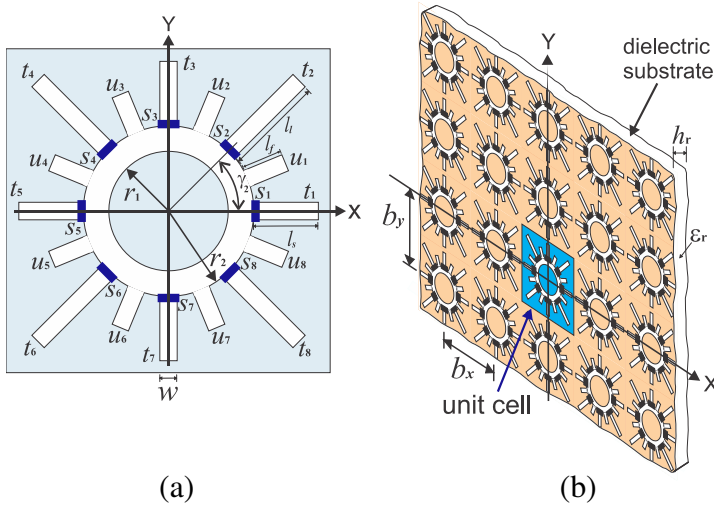 Y
t3
t4
t2
u3
u2
s3
s4
s2
ll
lf
u4
u1
r1
γ2
s1
t5
t1
X
s5
ls
u5
r2
u8
s6
s8
s7
u6
u7
t6
t7
t8
w
(a)
Y
dielectric
substrate
hr
by
εr
bx
X
unit cell
(b)